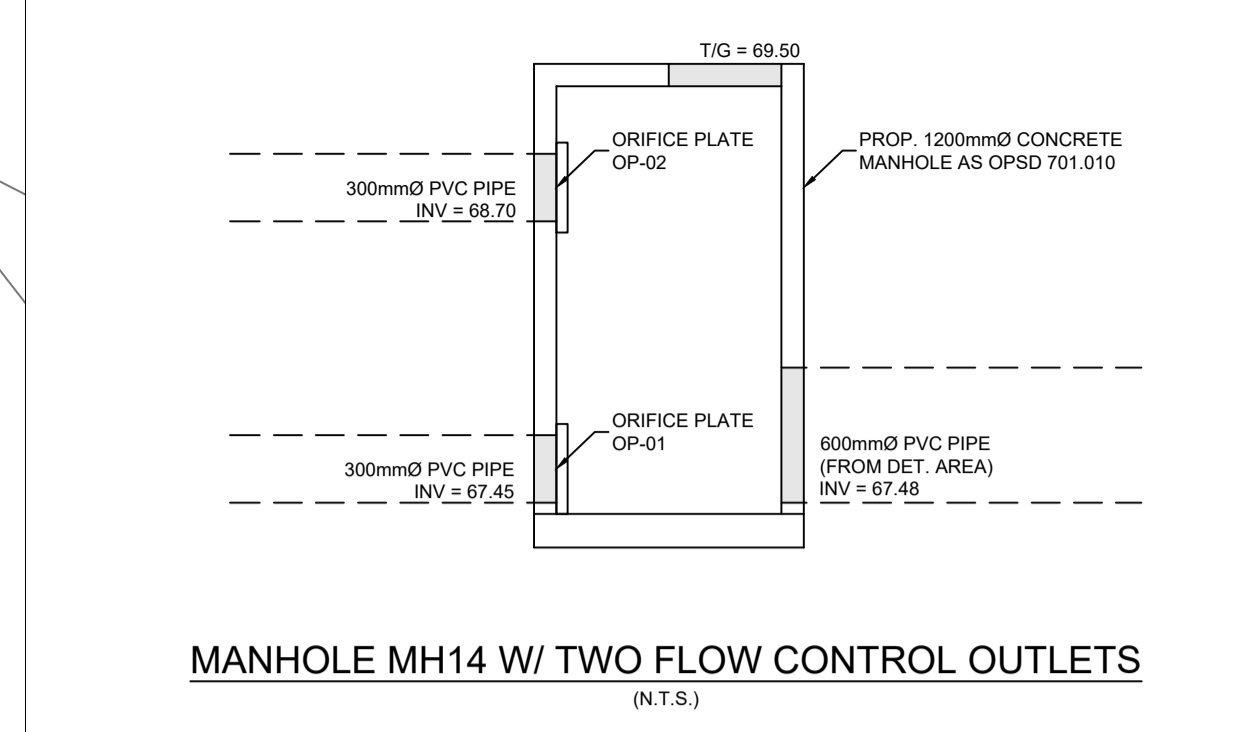 T/G = 69.50
ORIFICE PLATE
OP-02
PROP. 1200mmØ CONCRETE
MANHOLE AS OPSD 701.010
300mmØ PVC PIPE
INV = 68.70
ORIFICE PLATE
OP-01
300mmØ PVC PIPE
INV = 67.45
600mmØ PVC PIPE
(FROM DET. AREA)
INV = 67.48
MANHOLE MH14 W/ TWO FLOW CONTROL OUTLETS
(N.T.S.)